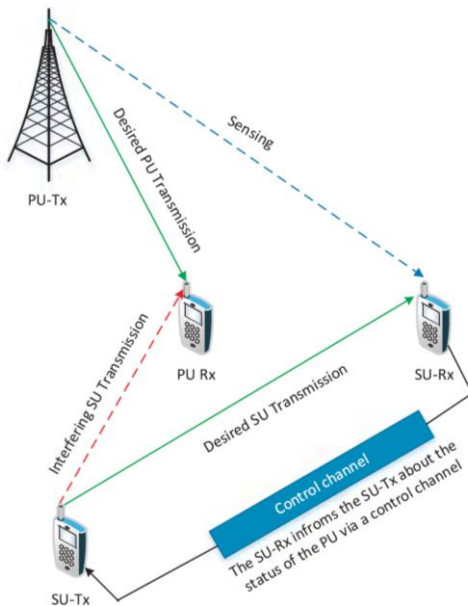 Desired PU Transmission
Sensing
PU-Tx
PU Rx
SU-Rx
Interfering SU Transmission
Desired SU Transmission
Control channel
The SU-Rx infroms the SU-Tx about the
status of the PU via a control channel
SU-Tx